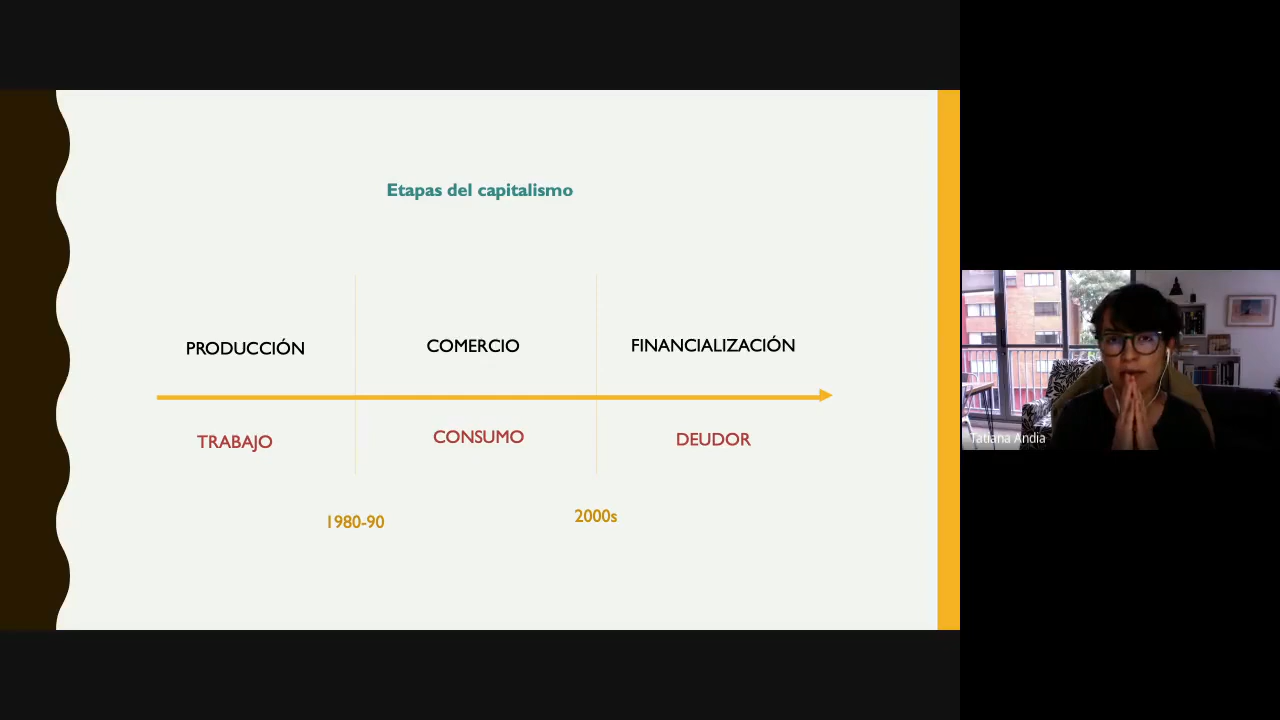 Etapas del capitalismo
PRODUCCIÓN
COMERCIO
FINANCIALIZACIÓN
TRABAJO
CONSUMO
DEUDOR
1980-90
2000s
Tatiana Andia